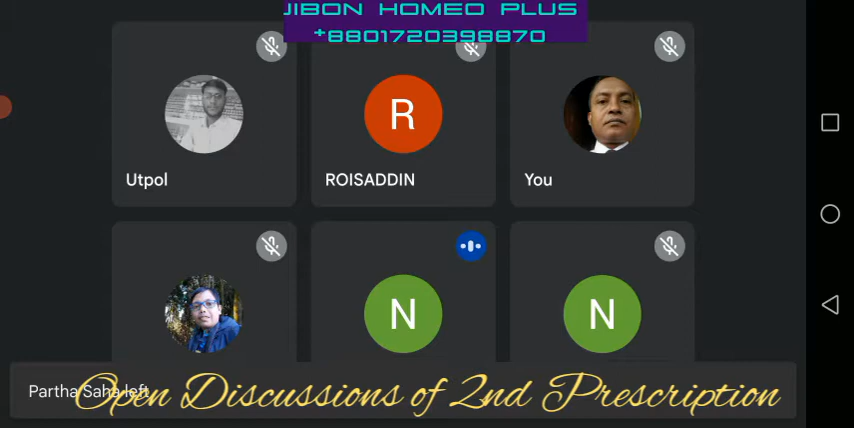 JIBON HOMEO PLUS
+8801720398870
Utpol
R
ROISADDIN
You
N
N
Partha Saha left
Open Discussions of 2nd Prescription